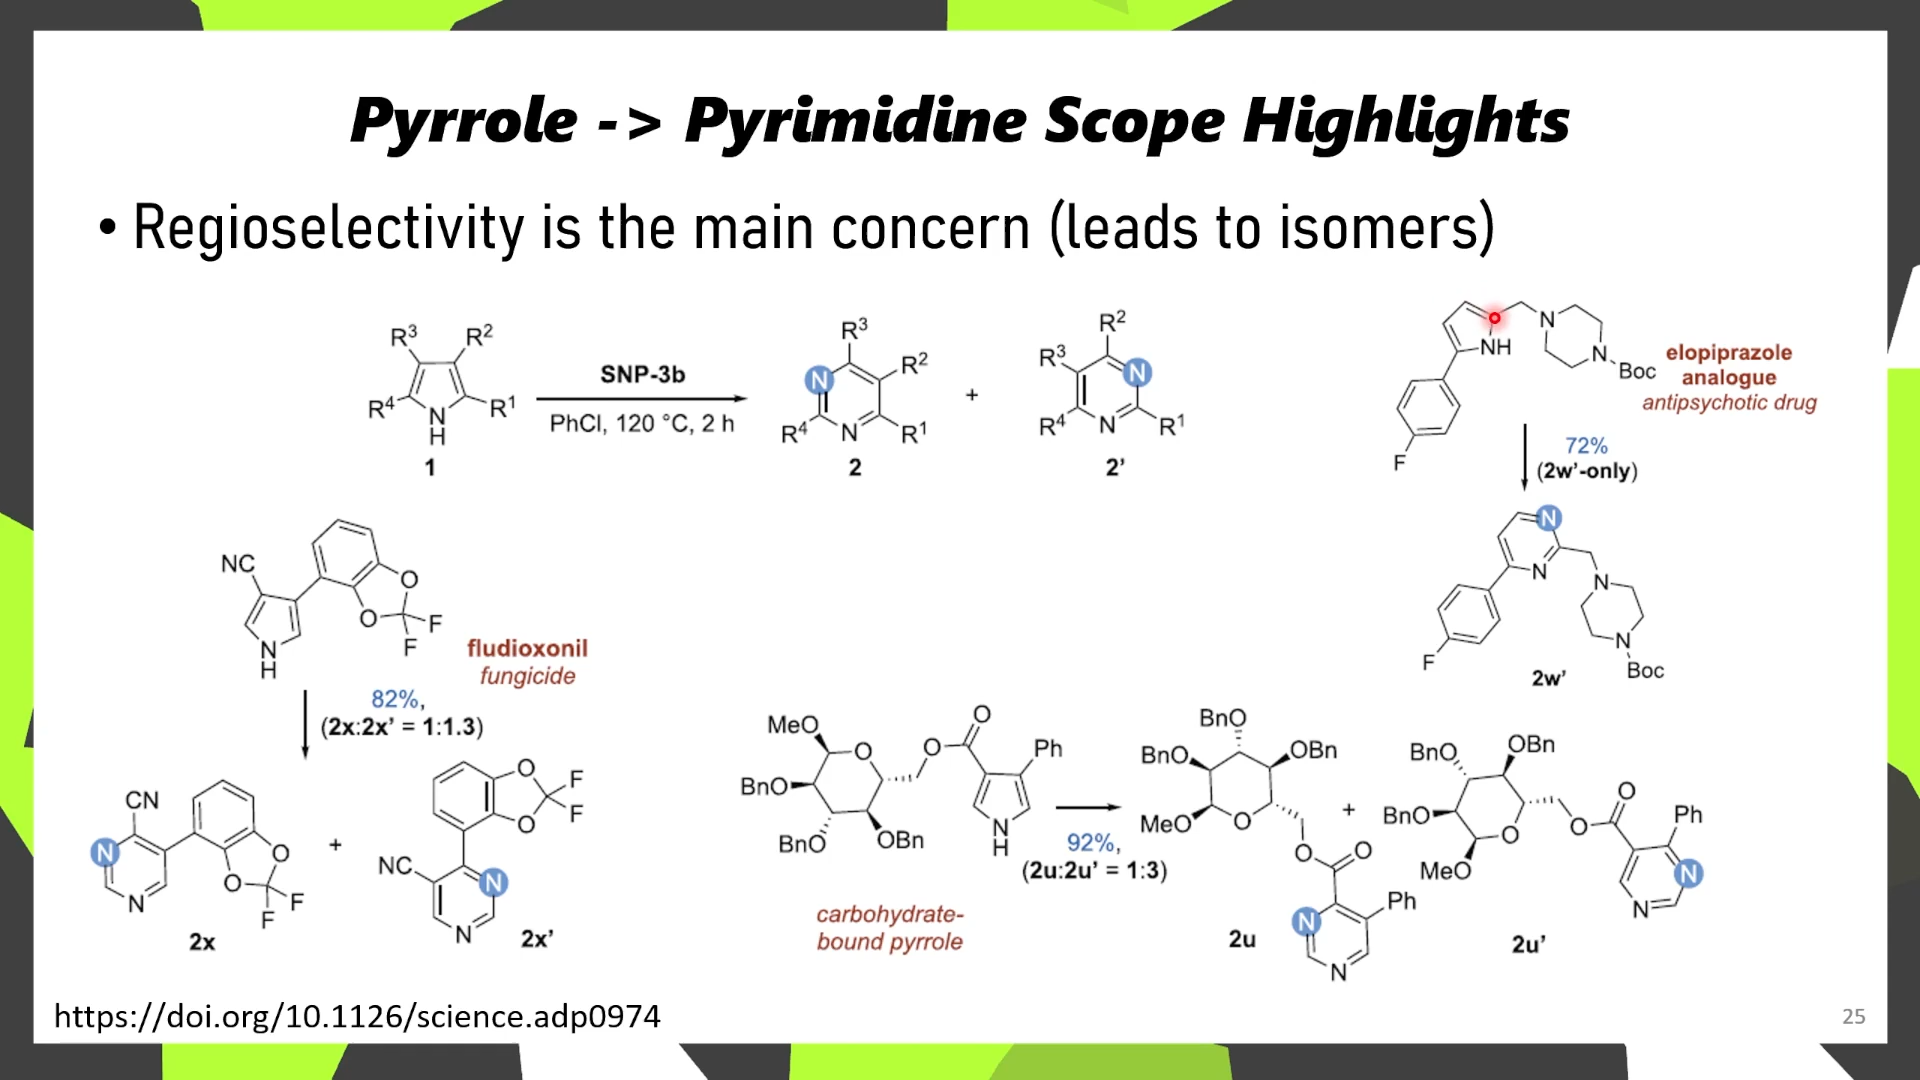 Pyrrole -> Pyrimidine Scope Highlights
• Regioselectivity is the main concern (leads to isomers)
R³ R²
R⁴ N H R¹
1
SNP-3b
PhCl, 120 °C, 2 h
R³
N R²
R⁴ N R¹
2
+
R²
R³ N
R⁴ N R¹
2’
N
NH N
Boc
F
elopiprazole
analogue
antipsychotic drug
72%
(2w’-only)
N
N
N
N
F Boc
2w’
NC
O
O F
F
N
H
fludioxonil
fungicide
82%,
(2x:2x’ = 1:1.3)
CN
N
O
O F
N F
2x
+
O F
F
O
NC N
N
2x’
MeO O
O O Ph
BnO
BnO OBn N
H
carbohydrate-
bound pyrrole
92%,
(2u:2u’ = 1:3)
BnO
BnO OBn
MeO O
O O
N Ph
N
2u
+
BnO OBn
BnO O
O O Ph
MeO N
N
2u’
https://doi.org/10.1126/science.adp0974
25